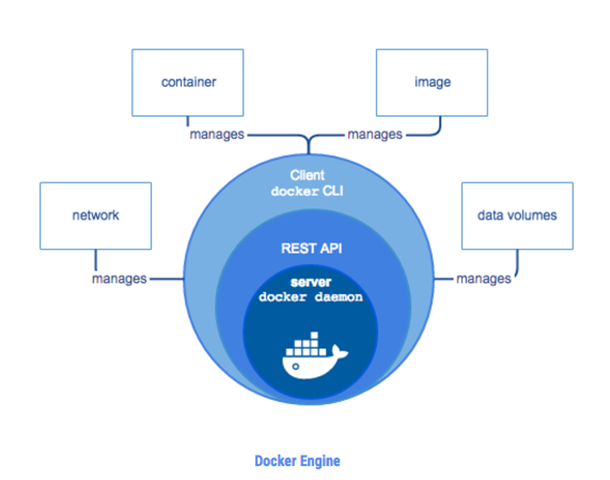 container
image
manages
manages
Client
docker CLI
network
data volumes
REST API
manages
server
docker daemon
manages
Docker Engine